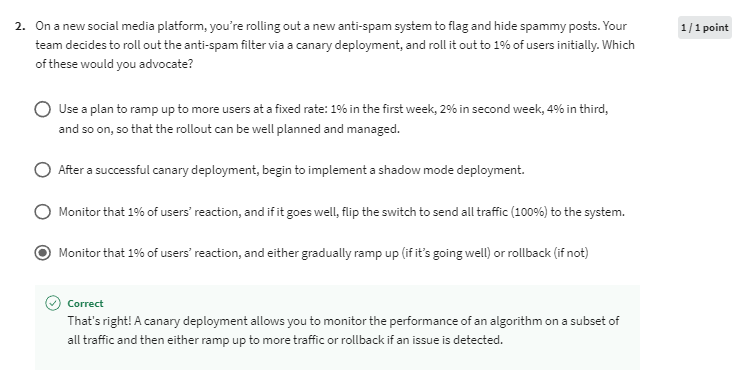 2. On a new social media platform, you're rolling out a new anti-spam system to flag and hide spammy posts. Your
1 / 1 point
team decides to roll out the anti-spam filter via a canary deployment, and roll it out to 1% of users initially. Which
of these would you advocate?
Use a plan to ramp up to more users at a fixed rate: 1% in the first week, 2% in second week, 4% in third,
and so on, so that the rollout can be well planned and managed.
After a successful canary deployment, begin to implement a shadow mode deployment.
Monitor that 1% of users' reaction, and if it goes well, flip the switch to send all traffic (100%) to the system.
Monitor that 1% of users' reaction, and either gradually ramp up (if it's going well) or rollback (if not)
Correct
That's right! A canary deployment allows you to monitor the performance of an algorithm on a subset of
all traffic and then either ramp up to more traffic or rollback if an issue is detected.